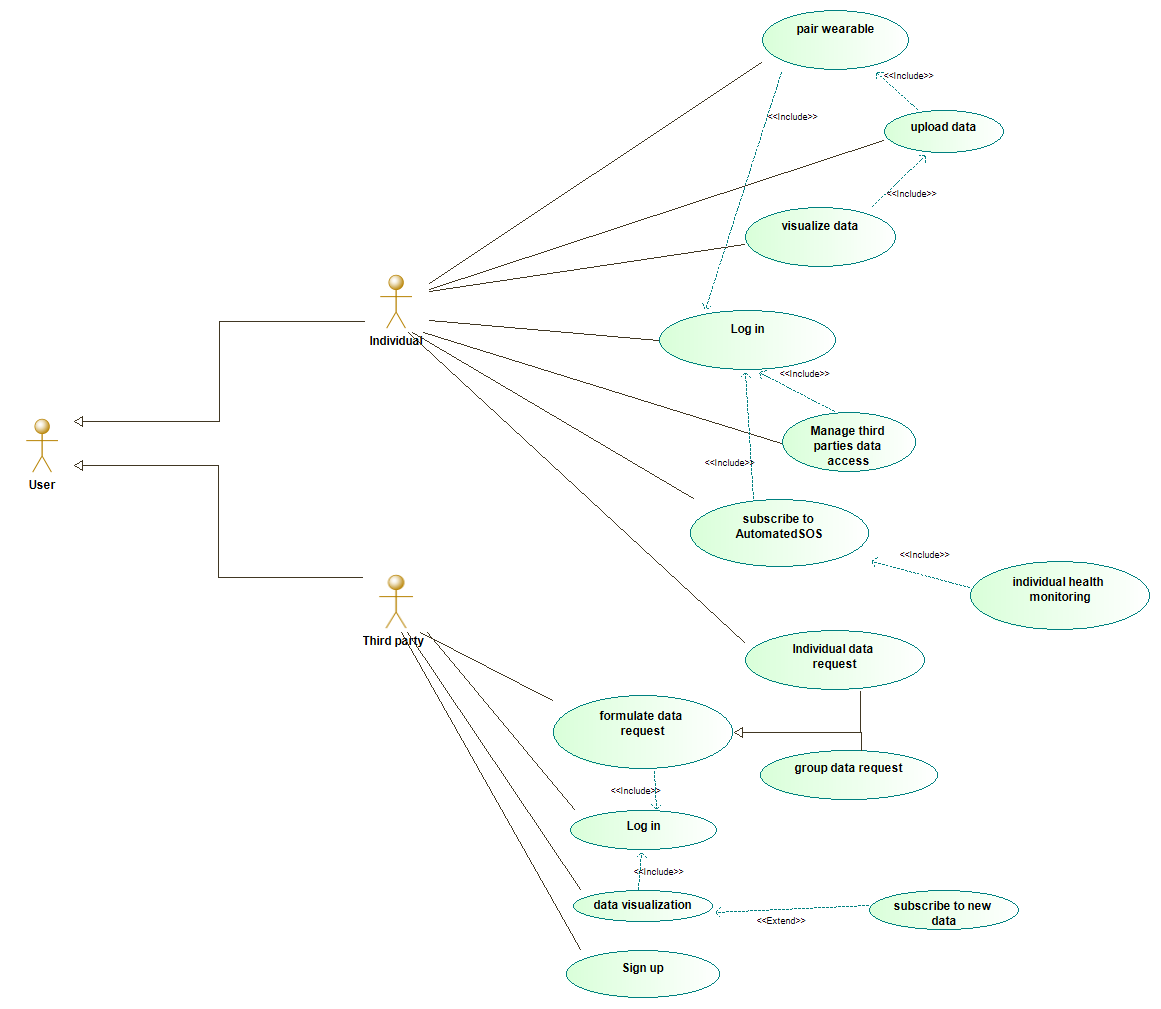 pair wearable
<<Include>>
<<Include>>
upload data
<<Include>>
visualize data
Individual
Log in
<<Include>>
Manage third
parties data
access
<<Include>>
User
subscribe to
AutomatedSOS
<<Include>>
individual health
monitoring
Third party
Individual data
request
formulate data
request
group data request
<<Include>>
Log in
<<Include>>
data visualization
subscribe to new
data
<<Extend>>
Sign up